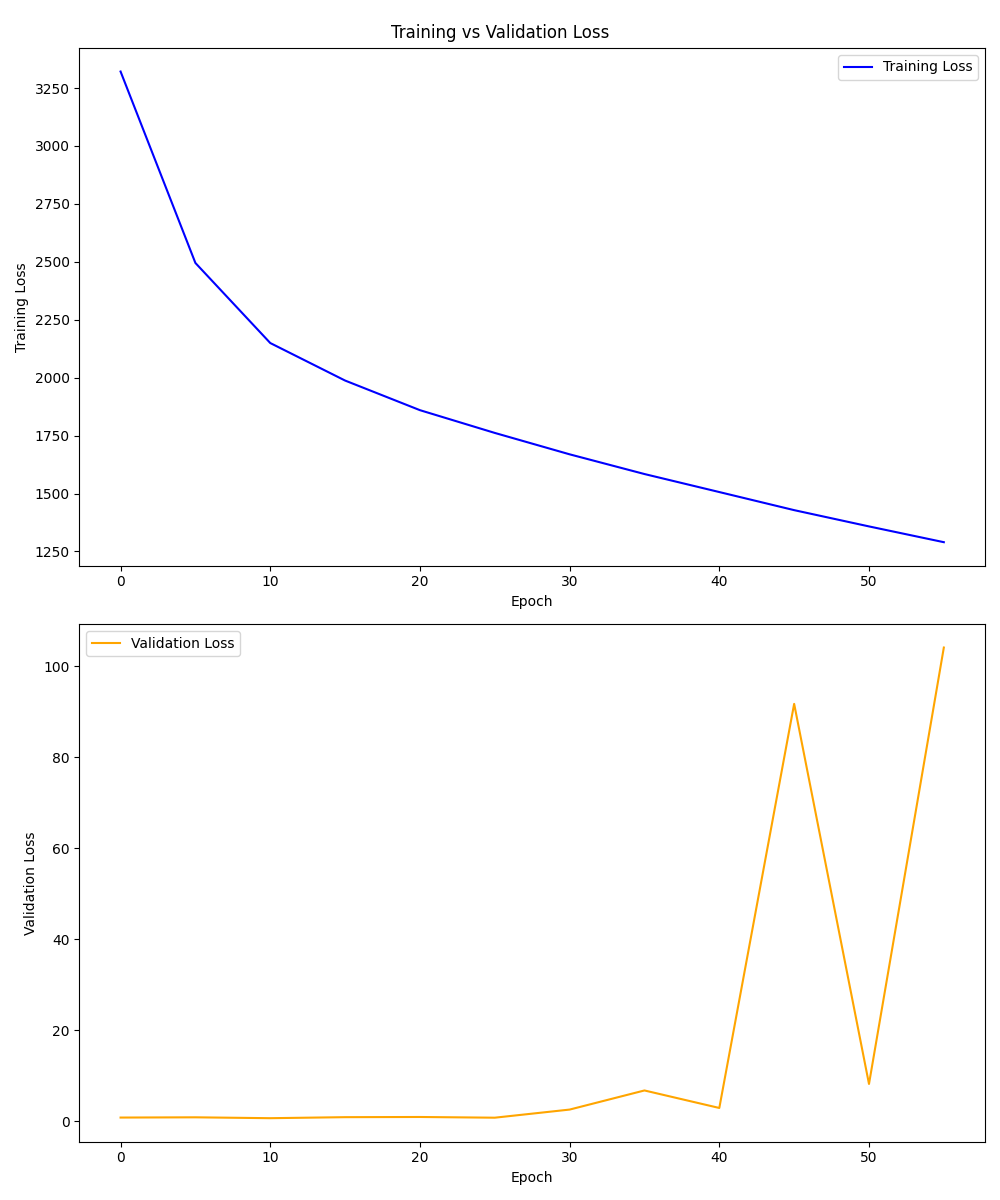 Training vs Validation Loss
Training Loss
3250
3000
2750
2500
2250
2000
1750
1500
1250
Training Loss
0 10 20 30 40 50
Epoch
Validation Loss
100
80
60
40
20
0
Validation Loss
0 10 20 30 40 50
Epoch